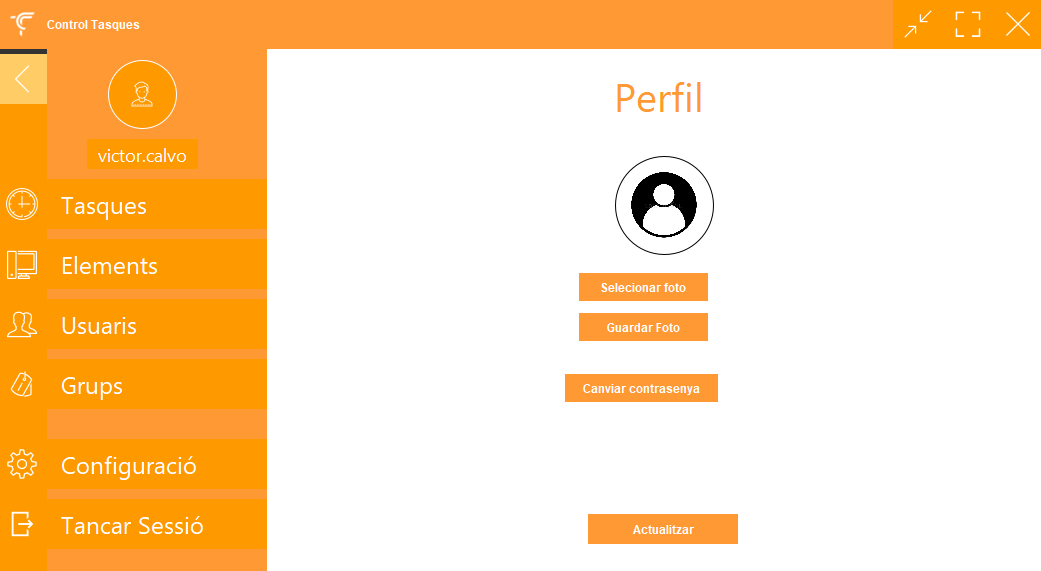 Control Tasques
victor.calvo
Tasques
Elements
Usuaris
Grups
Configuració
Tancar Sessió
Perfil
Selecionar foto
Guardar Foto
Canviar contrasenya
Actualitzar